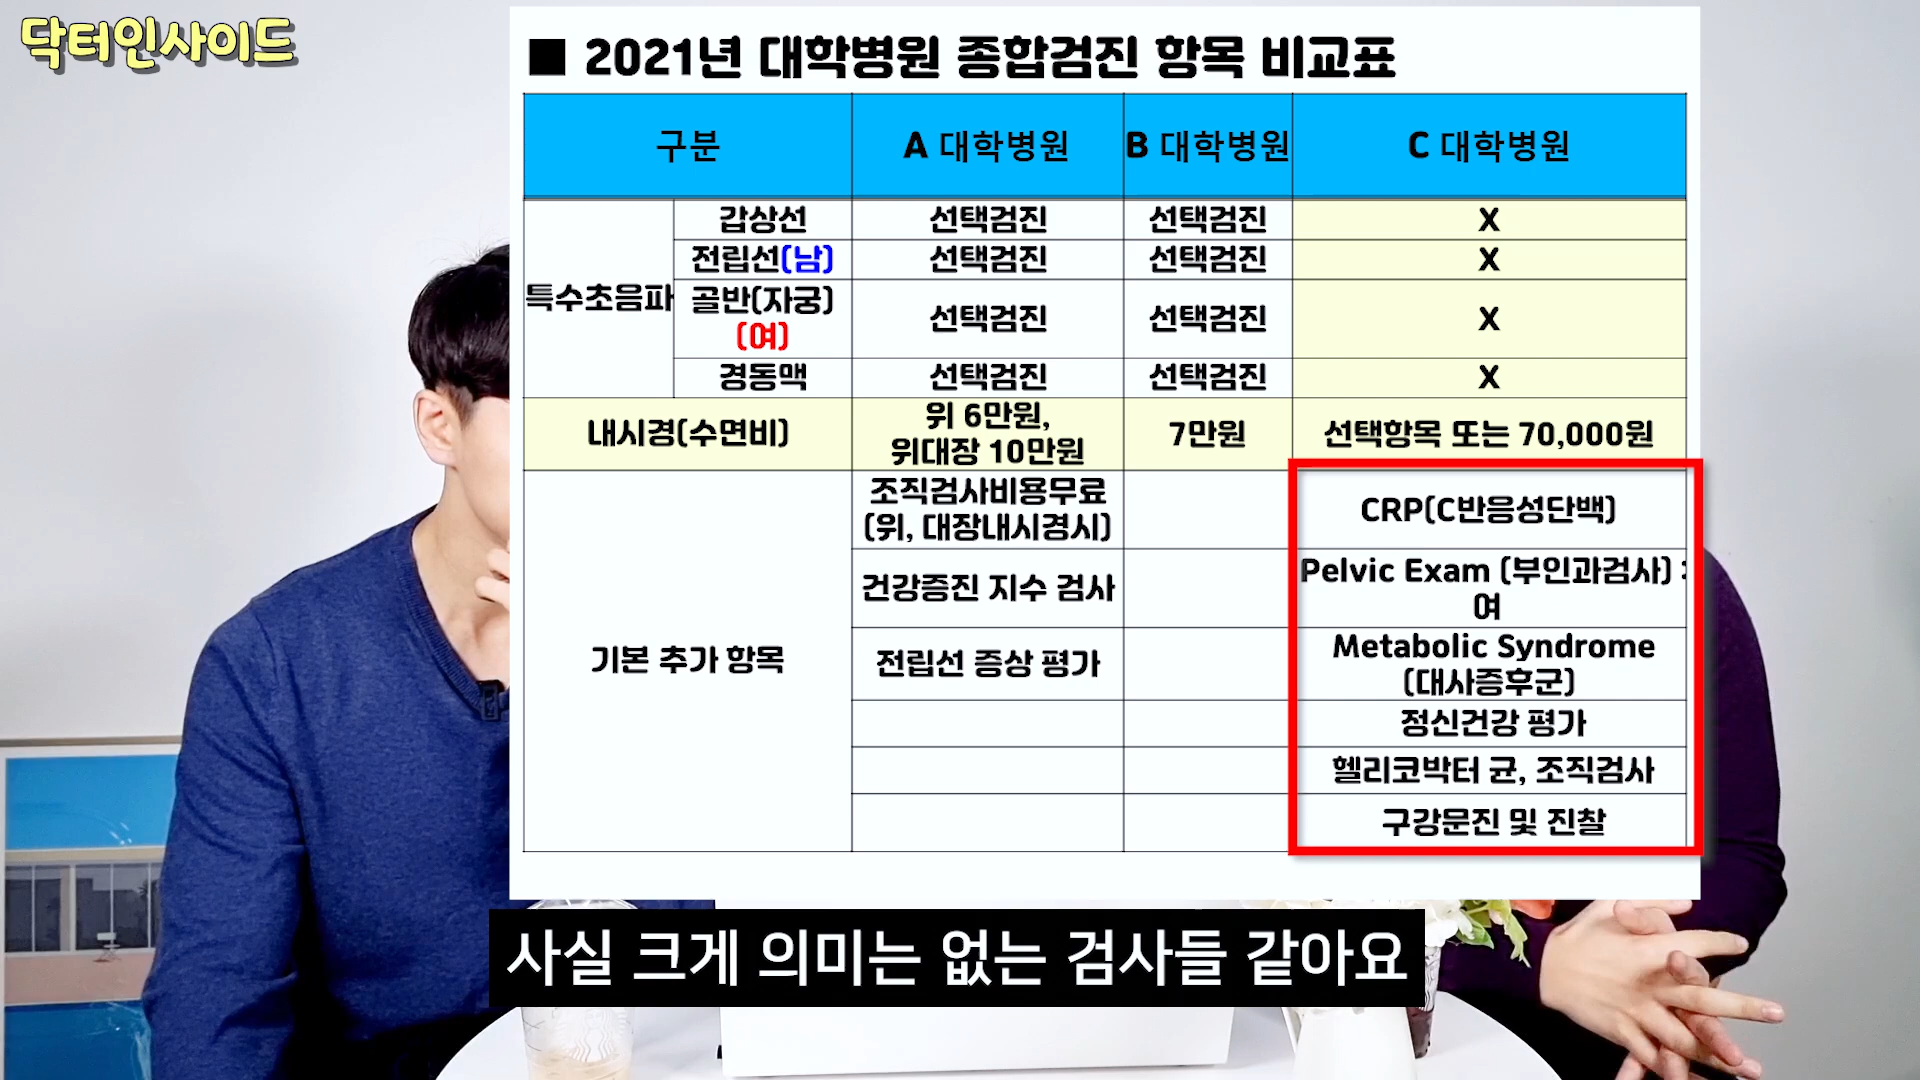 닥터인사이드
■ 2021년 대학병원 종합검진 항목 비교표
구분 A 대학병원 B 대학병원 C 대학병원
특수초음파
갑상선 선택검진 선택검진 X
전립선(남) 선택검진 선택검진 X
골반(자궁)
(여)
선택검진 선택검진 X
경동맥 선택검진 선택검진 X
내시경(수면비)
위 6만원,
위대장 10만원
7만원
선택항목 또는 70,000원
기본 추가 항목
조직검사비용무료
(위, 대장내시경시)
CRP(C반응성단백)
건강증진 지수 검사
Pelvic Exam (부인과검사) :
여
전립선 증상 평가
Metabolic Syndrome
(대사증후군)
정신건강 평가
헬리코박터 균, 조직검사
구강문진 및 진찰
사실 크게 의미는 없는 검사들 같아요